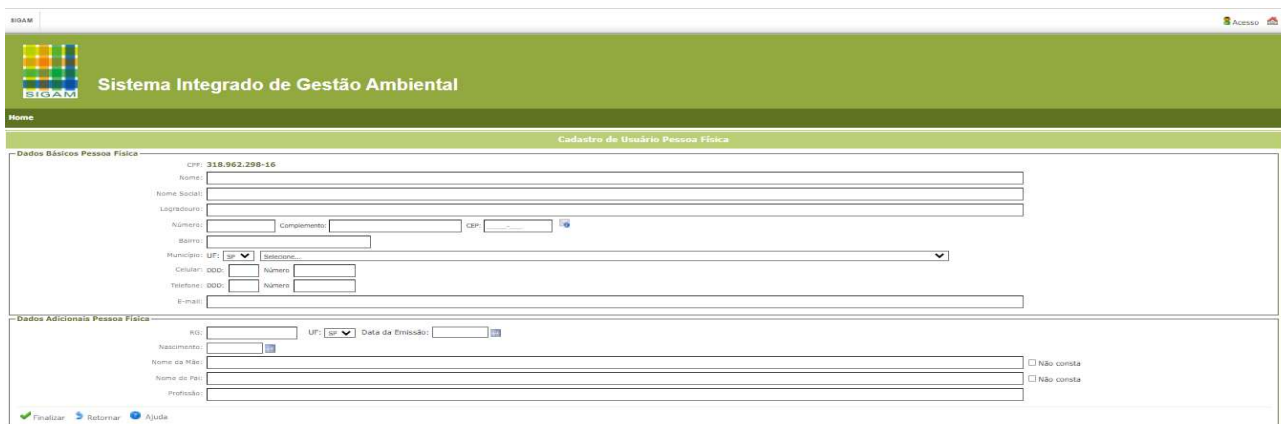 SIGAM
Acesso
SIGAM
Sistema Integrado de Gestão Ambiental
Home
Cadastro de Usuário Pessoa Física
Dados Básicos Pessoa Física
CPF: 318.962.298-16
Nome:
Nome Social:
Logradouro:
Número: Complemento: CEP: _____-___
Bairro:
Município: UF: SP Selecione...
Celular: DDD: Número
Telefone: DDD: Número
E-mail:
Dados Adicionais Pessoa Física
RG: UF: SP Data da Emissão:
Nascimento:
Nome da Mãe: Não consta
Nome do Pai: Não consta
Profissão:
Finalizar Retornar Ajuda